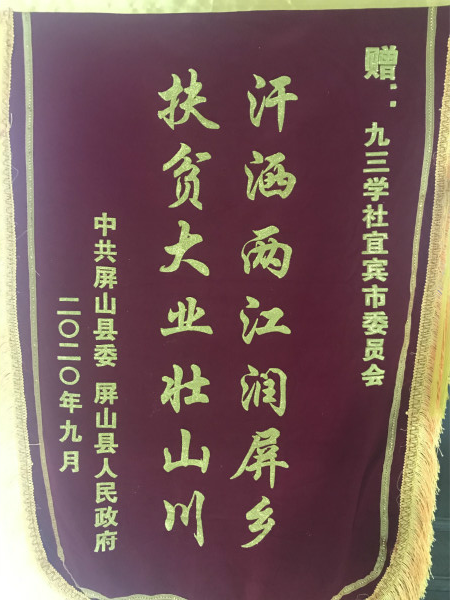 赠：九三学社宜宾市委员会
汗洒两江润屏乡
扶贫大业壮山川
中共屏山县委 屏山县人民政府
二〇二〇年九月